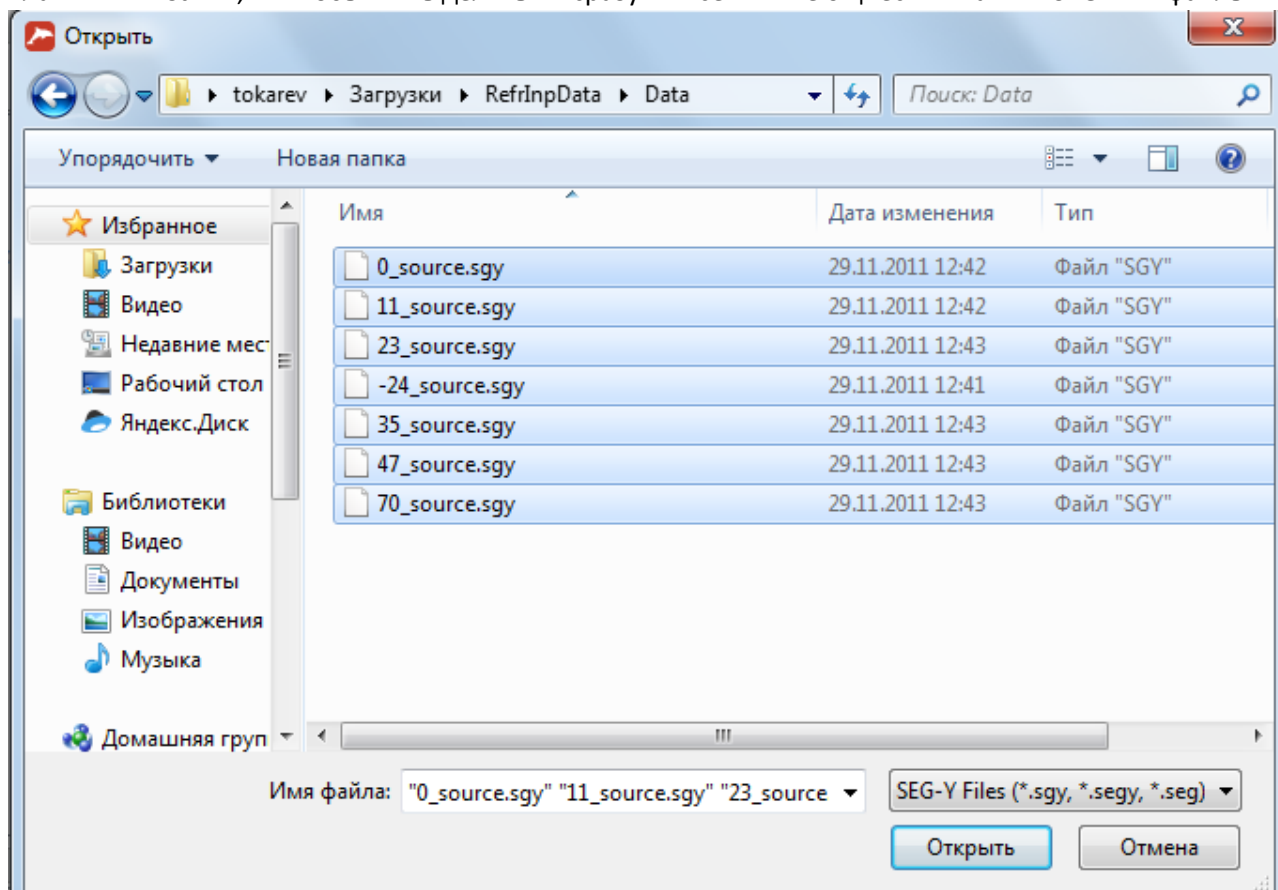 Открыть
tokarev ▸ Загрузки ▸ RefrInpData ▸ Data
Поиск: Data
Упорядочить
Новая папка
Имя
Дата изменения
Тип
Избранное
Загрузки
Видео
Недавние мес
Рабочий стол
Яндекс.Диск
Библиотеки
Видео
Документы
Изображения
Музыка
Домашняя груп
0_source.sgy 29.11.2011 12:42 Файл "SGY"
11_source.sgy 29.11.2011 12:42 Файл "SGY"
23_source.sgy 29.11.2011 12:43 Файл "SGY"
-24_source.sgy 29.11.2011 12:41 Файл "SGY"
35_source.sgy 29.11.2011 12:43 Файл "SGY"
47_source.sgy 29.11.2011 12:43 Файл "SGY"
70_source.sgy 29.11.2011 12:43 Файл "SGY"
Имя файла: "0_source.sgy" "11_source.sgy" "23_source
SEG-Y Files (*.sgy, *.segy, *.seg)
Открыть
Отмена